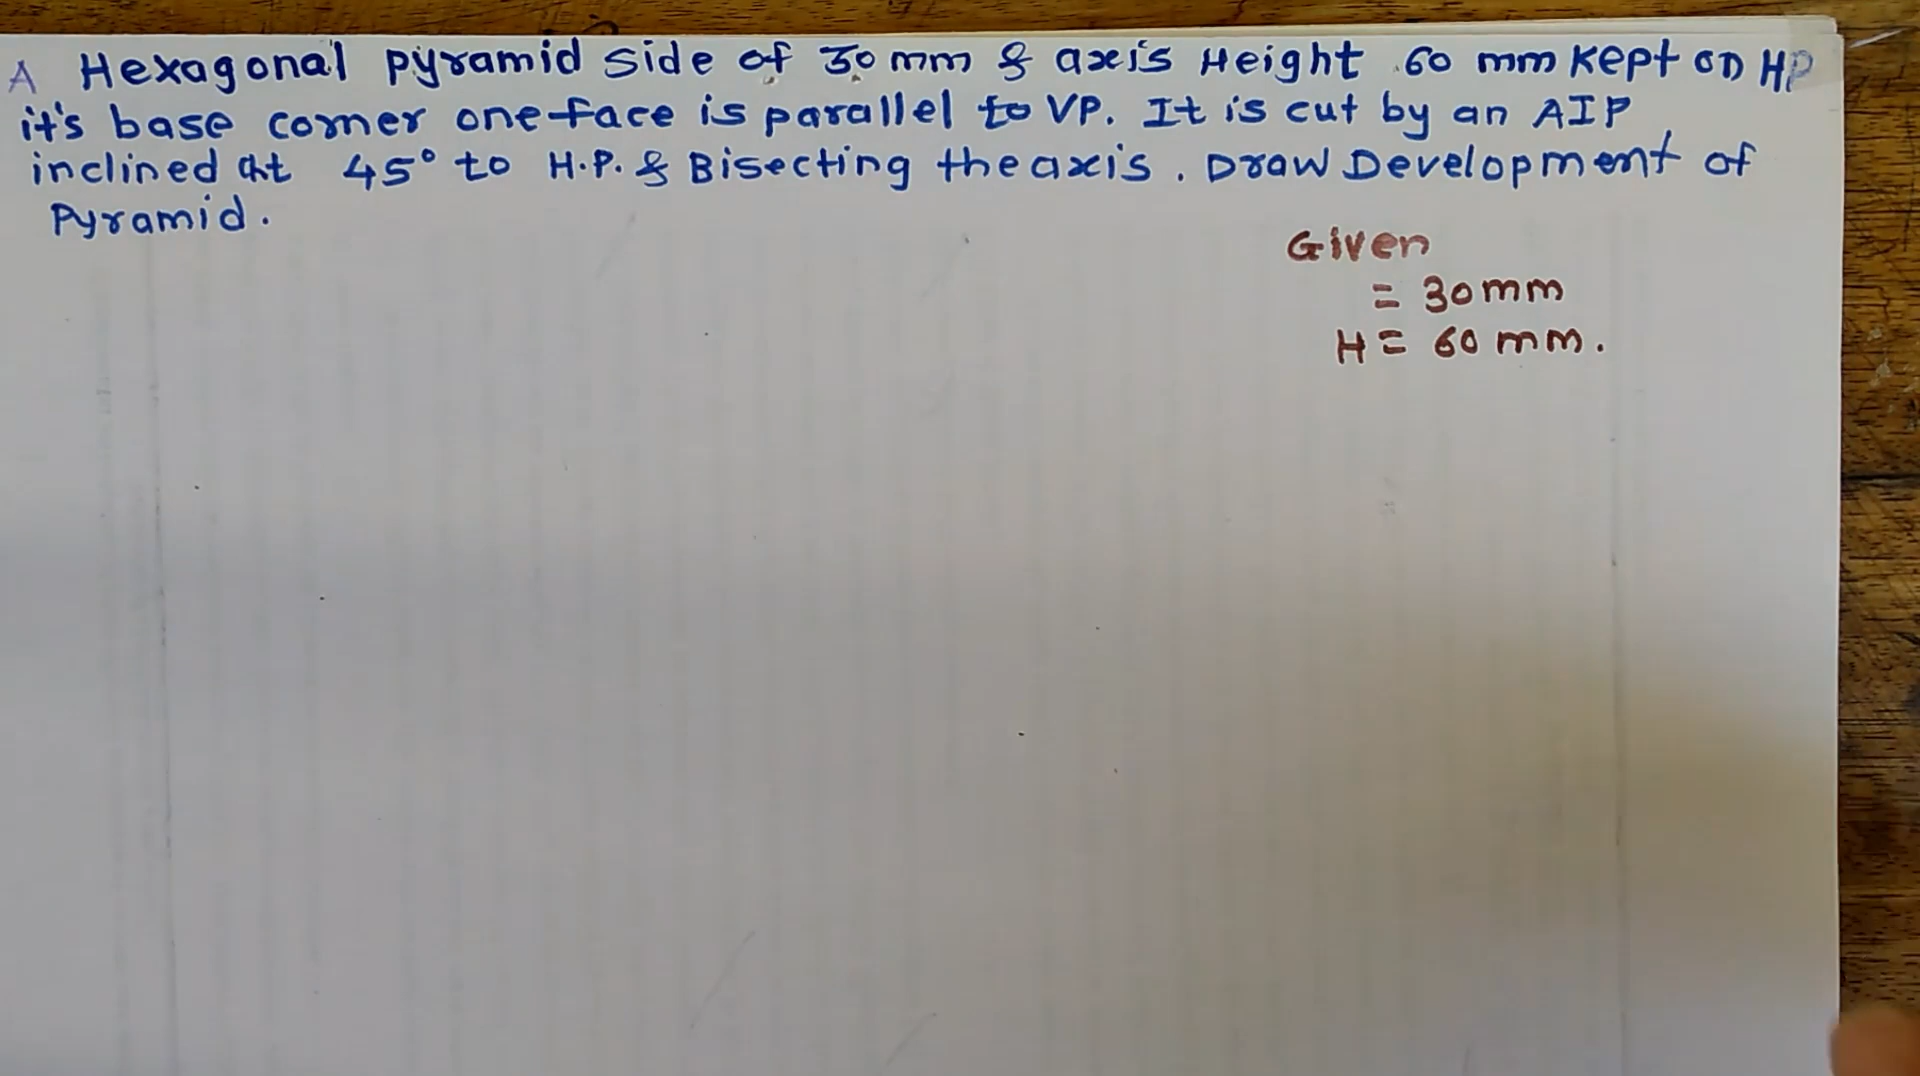 A Hexagonal pyramid side of 30 mm & axis Height 60 mm kept on HP
it's base corner one face is parallel to VP. It is cut by an AIP
inclined at 45° to H.P. & Bisecting the axis. Draw Development of
Pyramid.
Given
= 30mm
H = 60 mm.